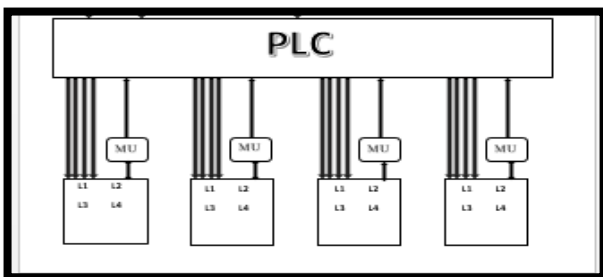 PLC
MU MU MU MU
L1 L2 L1 L2 L1 L2 L1 L2
L3 L4 L3 L4 L3 L4 L3 L4